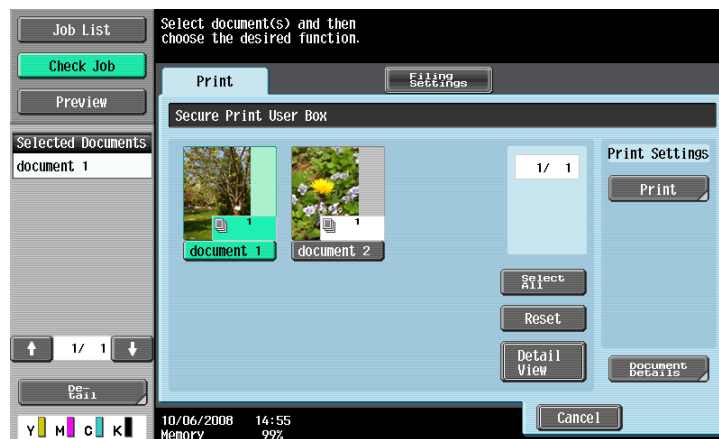 Job List
Check Job
Preview
Selected Documents
document 1
1/ 1
De-
tail
Y M C K
Select document(s) and then
choose the desired function.
Print
Filing
Settings
Secure Print User Box
1
document 1
1
document 2
1/ 1
Select
All
Reset
Detail
View
Print Settings
Print
Document
Details
10/06/2008 14:55
Memory 99%
Cancel